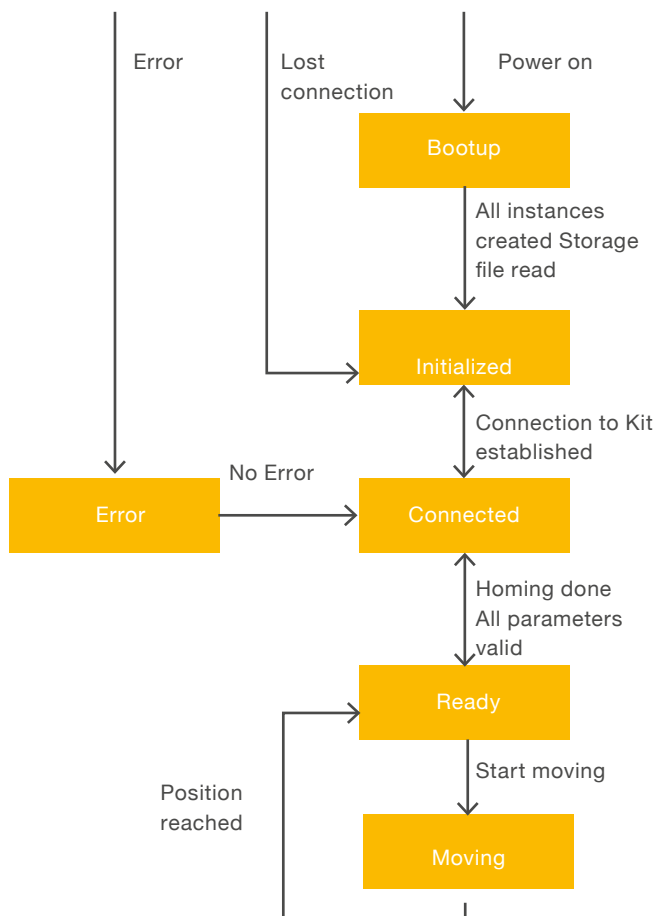 Error
Lost
connection
Power on
Bootup
All instances
created Storage
file read
Initialized
Connection to Kit
established
No Error
Error
Connected
Homing done
All parameters
valid
Ready
Start moving
Position
reached
Moving